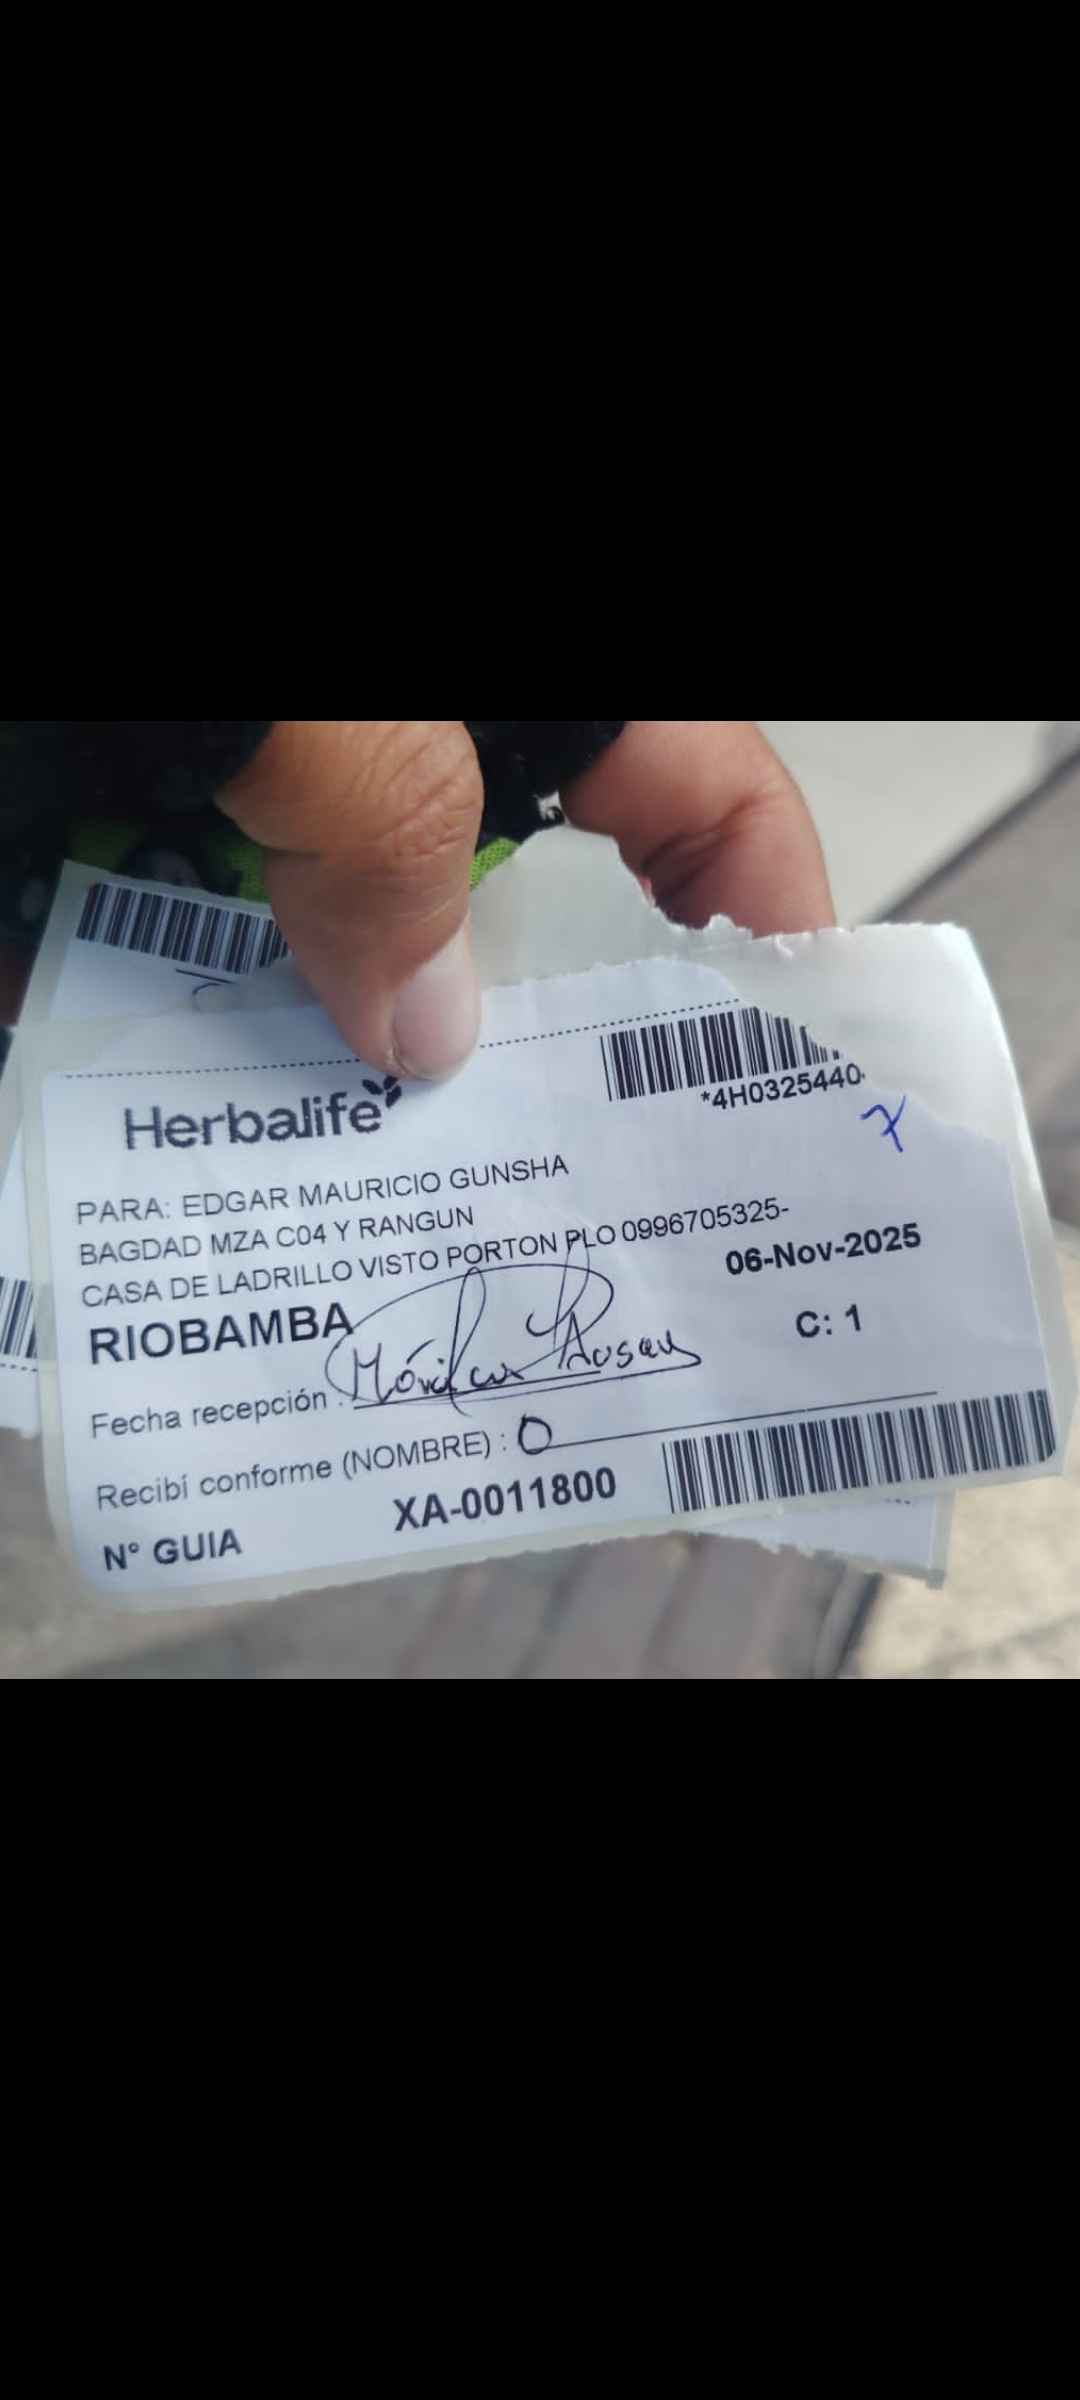 Herbalife
*4H0325440
7
PARA: EDGAR MAURICIO GUNSHA
BAGDAD MZA C04 Y RANGUN
CASA DE LADRILLO VISTO PORTON PLO 0996705325-
RIOBAMBA
06-Nov-2025
C: 1
Fecha recepción :
Recibí conforme (NOMBRE) : O
N° GUIA XA-0011800